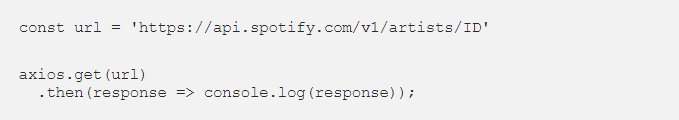 const url = 'https://api.spotify.com/v1/artists/ID'
axios.get(url)
.then(response => console.log(response));